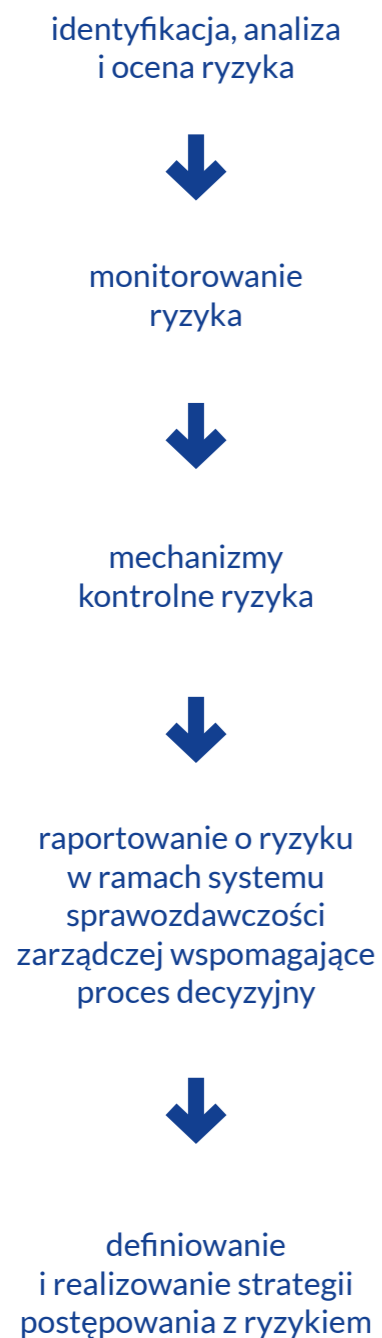 identyfikacja, analiza
i ocena ryzyka
monitorowanie
ryzyka
mechanizmy
kontrolne ryzyka
raportowanie o ryzyku
w ramach systemu
sprawozdawczości
zarządczej wspomagające
proces decyzyjny
definiowanie
i realizowanie strategii
postępowania z ryzykiem